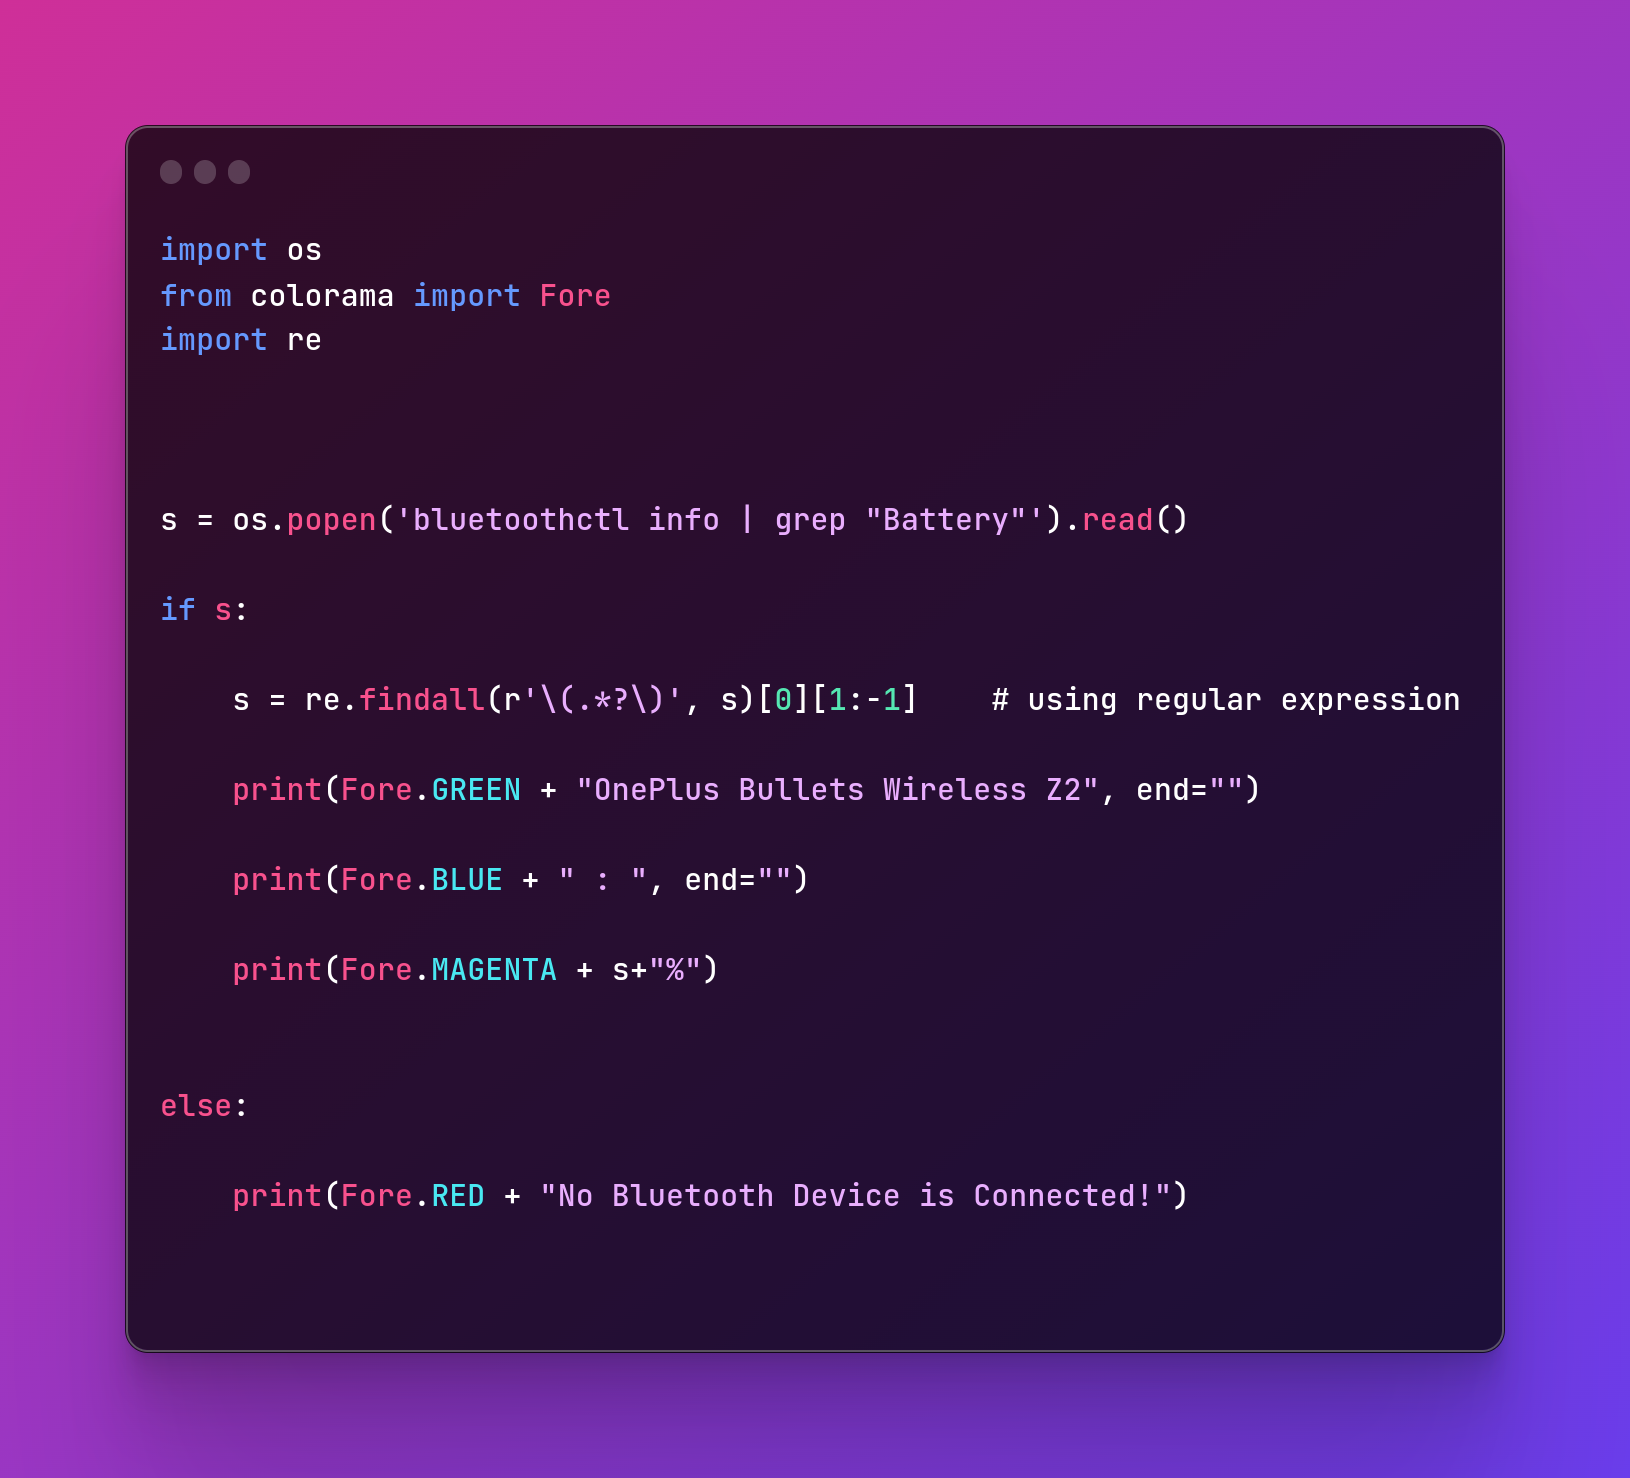 import os
from colorama import Fore
import re
s = os.popen('bluetoothctl info | grep "Battery"').read()
if s:
    s = re.findall(r'\(.*?\)', s)[0][1:-1]    # using regular expression
    print(Fore.GREEN + "OnePlus Bullets Wireless Z2", end="")
    print(Fore.BLUE + " : ", end="")
    print(Fore.MAGENTA + s+"%")
else:
    print(Fore.RED + "No Bluetooth Device is Connected!")